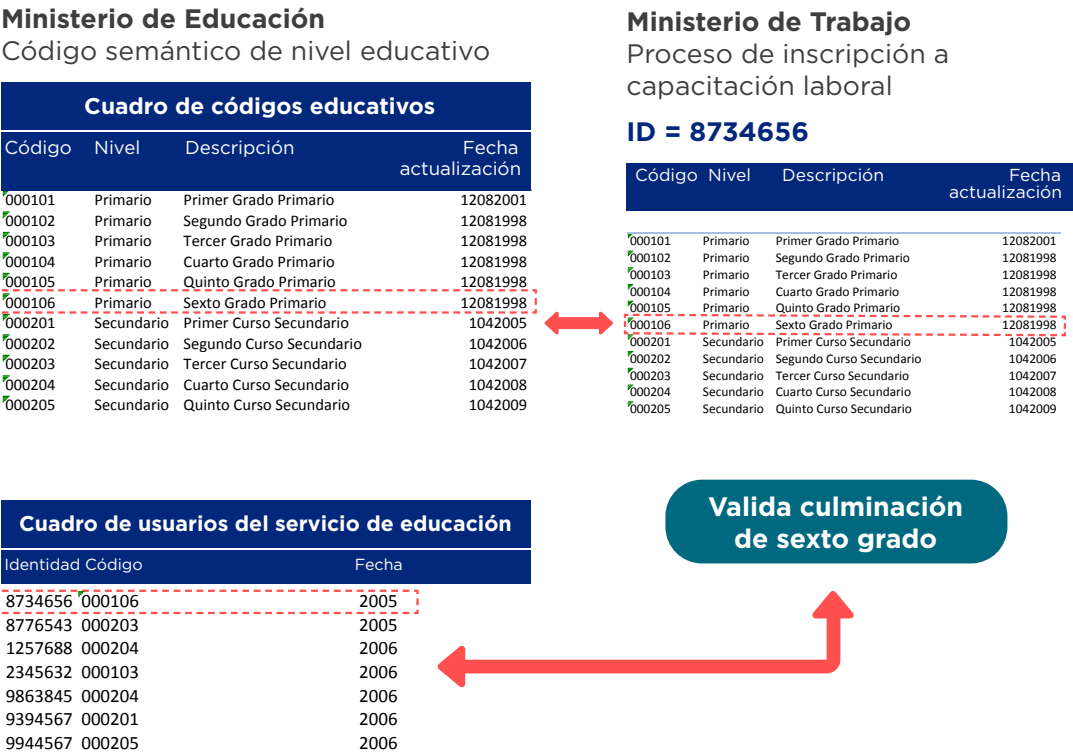 Ministerio de Educación
Código semántico de nivel educativo
Cuadro de códigos educativos
Código Nivel Descripción Fecha actualización
000101 Primario Primer Grado Primario 12082001
000102 Primario Segundo Grado Primario 12081998
000103 Primario Tercer Grado Primario 12081998
000104 Primario Cuarto Grado Primario 12081998
000105 Primario Quinto Grado Primario 12081998
000106 Primario Sexto Grado Primario 12081998
000201 Secundario Primer Curso Secundario 1042005
000202 Secundario Segundo Curso Secundario 1042006
000203 Secundario Tercer Curso Secundario 1042007
000204 Secundario Cuarto Curso Secundario 1042008
000205 Secundario Quinto Curso Secundario 1042009
Ministerio de Trabajo
Proceso de inscripción a
capacitación laboral
ID = 8734656
Código Nivel Descripción Fecha
actualización
000101 Primario Primer Grado Primario 12082001
000102 Primario Segundo Grado Primario 12081998
000103 Primario Tercer Grado Primario 12081998
000104 Primario Cuarto Grado Primario 12081998
000105 Primario Quinto Grado Primario 12081998
000106 Primario Sexto Grado Primario 12081998
000201 Secundario Primer Curso Secundario 1042005
000202 Secundario Segundo Curso Secundario 1042006
000203 Secundario Tercer Curso Secundario 1042007
000204 Secundario Cuarto Curso Secundario 1042008
000205 Secundario Quinto Curso Secundario 1042009
Cuadro de usuarios del servicio de educación
Identidad Código Fecha
8734656 000106 2005
8776543 000203 2005
1257688 000204 2006
2345632 000103 2006
9863845 000204 2006
9394567 000201 2006
9944567 000205 2006
Valida culminación
de sexto grado